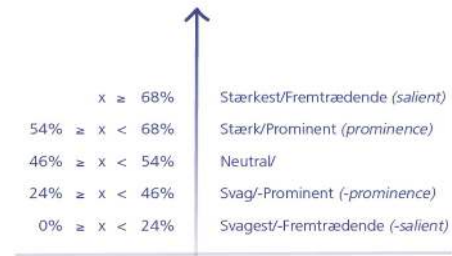 x ≥ 68% Stærkest/Fremtrædende (salient)
54% ≥ x < 68% Stærk/Prominent (prominence)
46% ≥ x < 54% Neutral/
24% ≥ x < 46% Svag/-Prominent (-prominence)
0% ≥ x < 24% Svagest/-Fremtrædende (-salient)